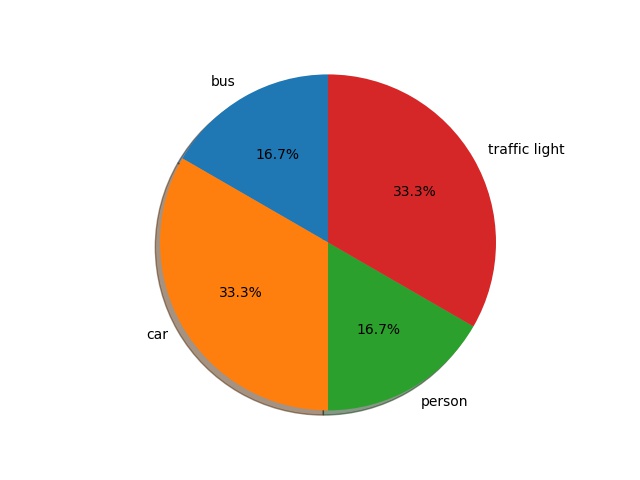 bus
16.7%
traffic light
33.3%
33.3%
car
16.7%
person